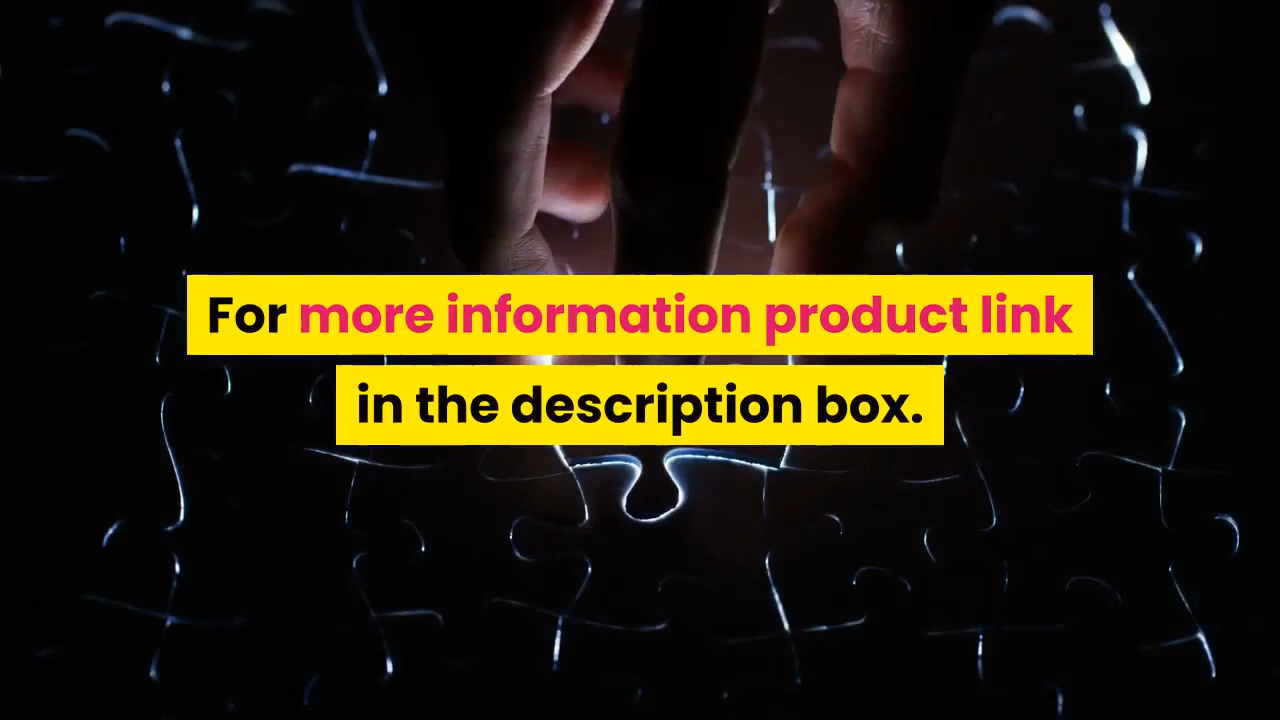 For more information product link
in the description box.